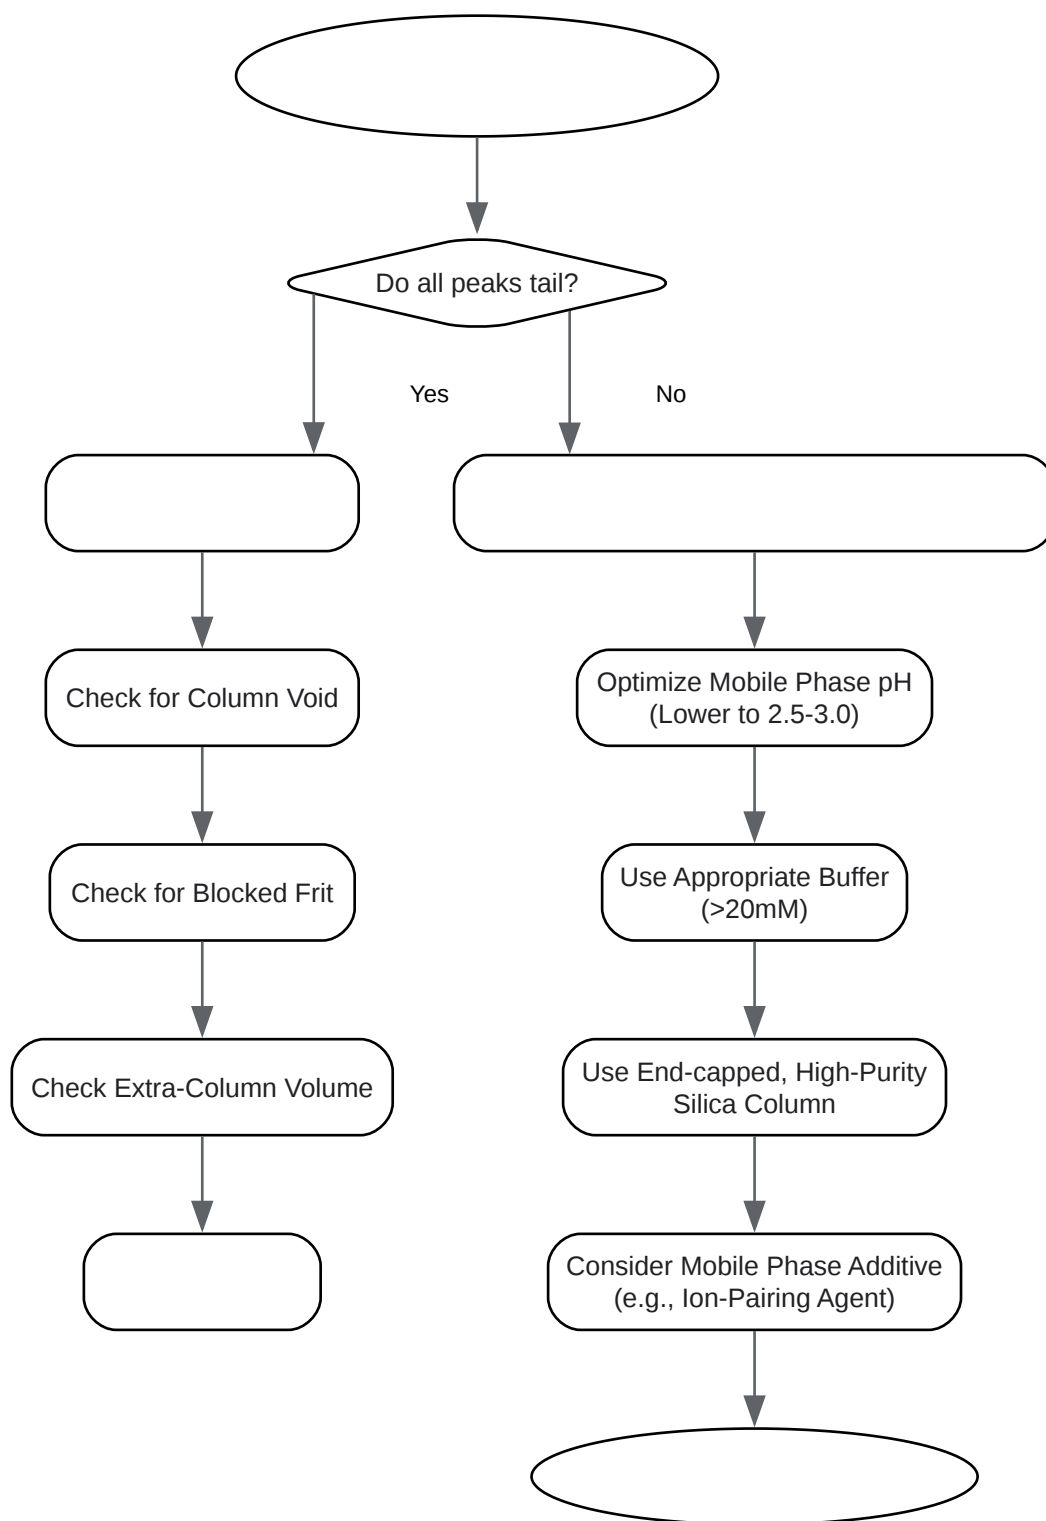 Do all peaks tail?
Yes
No
Check for Column Void
Optimize Mobile Phase pH
(Lower to 2.5-3.0)
Check for Blocked Frit
Use Appropriate Buffer
(>20mM)
Check Extra-Column Volume
Use End-capped, High-Purity
Silica Column
Consider Mobile Phase Additive
(e.g., Ion-Pairing Agent)